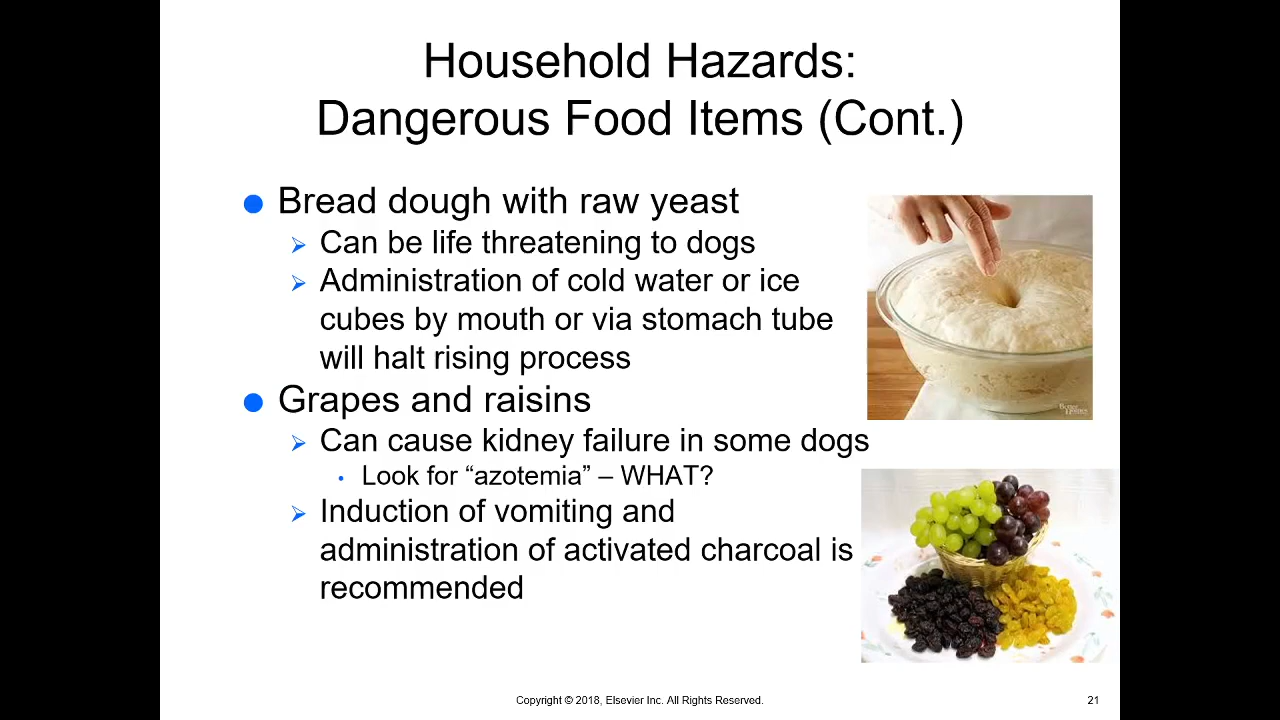 Household Hazards:
Dangerous Food Items (Cont.)
Bread dough with raw yeast
Can be life threatening to dogs
Administration of cold water or ice
cubes by mouth or via stomach tube
will halt rising process
Grapes and raisins
Can cause kidney failure in some dogs
Look for “azotemia” – WHAT?
Induction of vomiting and
administration of activated charcoal is
recommended
Copyright © 2018, Elsevier Inc. All Rights Reserved.
21